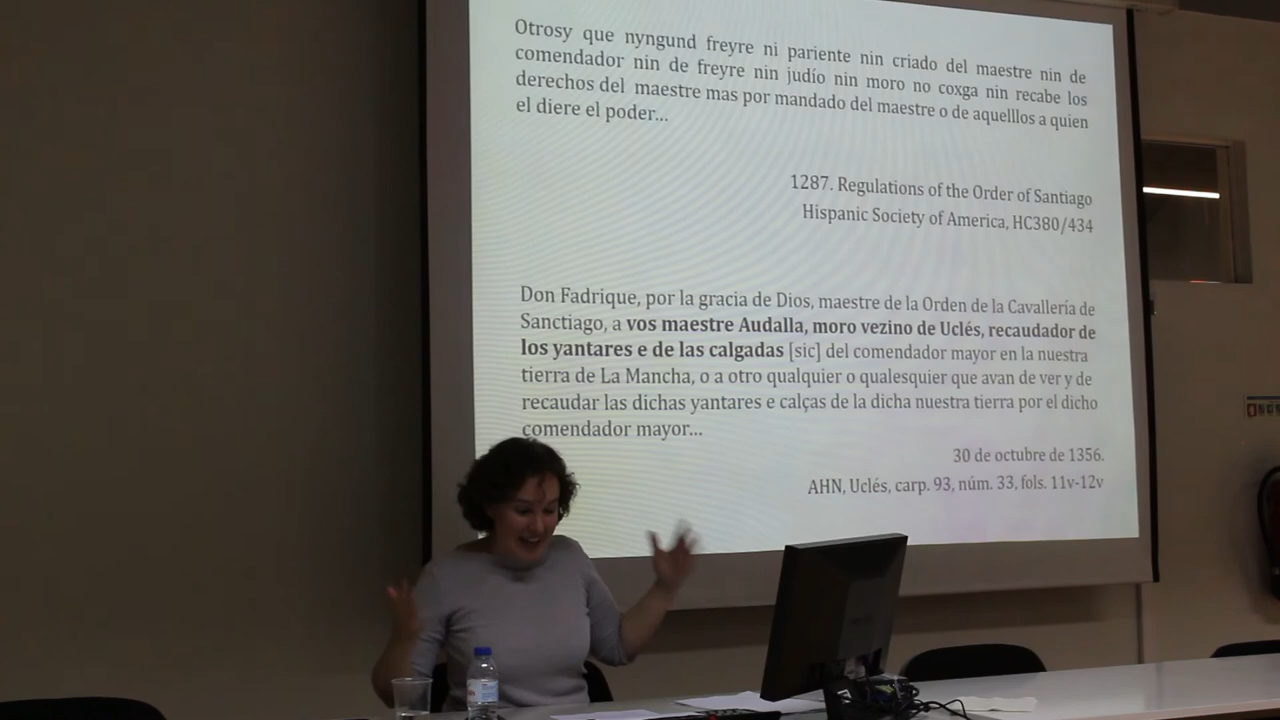 Otrosy que nyngund freyre ni pariente nin criado del maestre nin de
comendador nin de freyre nin judío nin moro no coxga nin recabe los
derechos del maestre mas por mandado del maestre o de aquelllos a quien
el diere el poder...
1287. Regulations of the Order of Santiago
Hispanic Society of America, HC380/434
Don Fadrique, por la gracia de Dios, maestre de la Orden de la Cavallería de
Sanctiago, a vos maestre Audalla, moro vezino de Uclés, recaudador de
los yantares e de las calgadas [sic] del comendador mayor en la nuestra
tierra de La Mancha, o a otro qualquier o qualesquier que avan de ver y de
recaudar las dichas yantares e calças de la dicha nuestra tierra por el dicho
comendador mayor...
30 de octubre de 1356.
AHN, Uclés, carp. 93, núm. 33, fols. 11v-12v